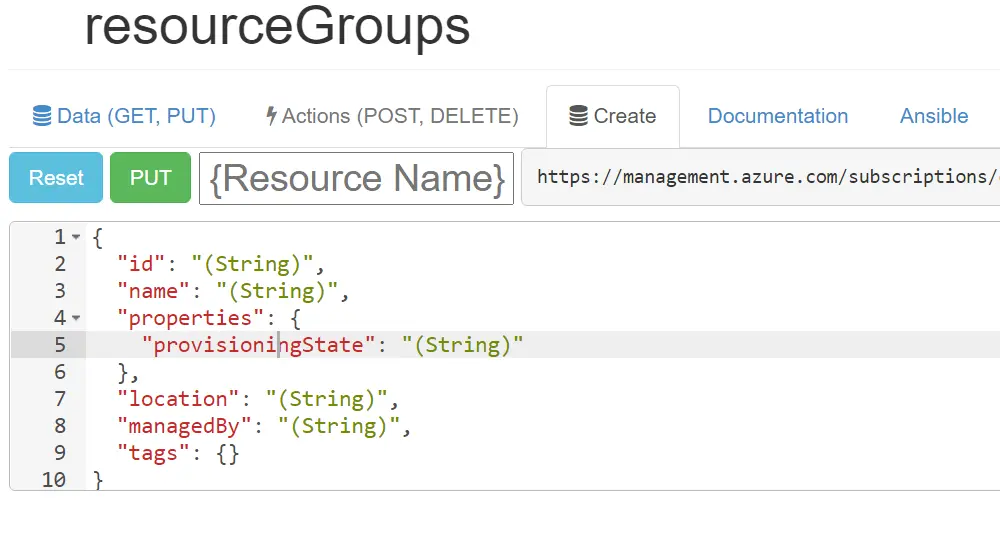 resourceGroups
Data (GET, PUT) Actions (POST, DELETE) Create Documentation Ansible
Reset PUT {Resource Name} https://management.azure.com/subscriptions/
1 {
2 "id": "(String)",
3 "name": "(String)",
4 "properties": {
5 "provisioningState": "(String)"
6 },
7 "location": "(String)",
8 "managedBy": "(String)",
9 "tags": {}
10 }